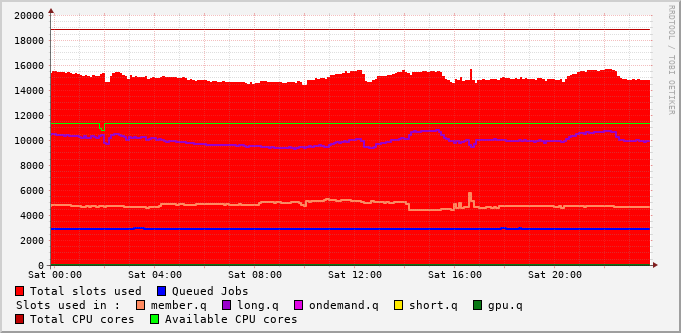 20000
18000
16000
14000
12000
10000
8000
6000
4000
2000
0
Sat 00:00 Sat 04:00 Sat 08:00 Sat 12:00 Sat 16:00 Sat 20:00
Total slots used Queued Jobs
Slots used in : member.q long.q ondemand.q short.q gpu.q
Total CPU cores Available CPU cores
RRDTOOL / TOBI OETIKER